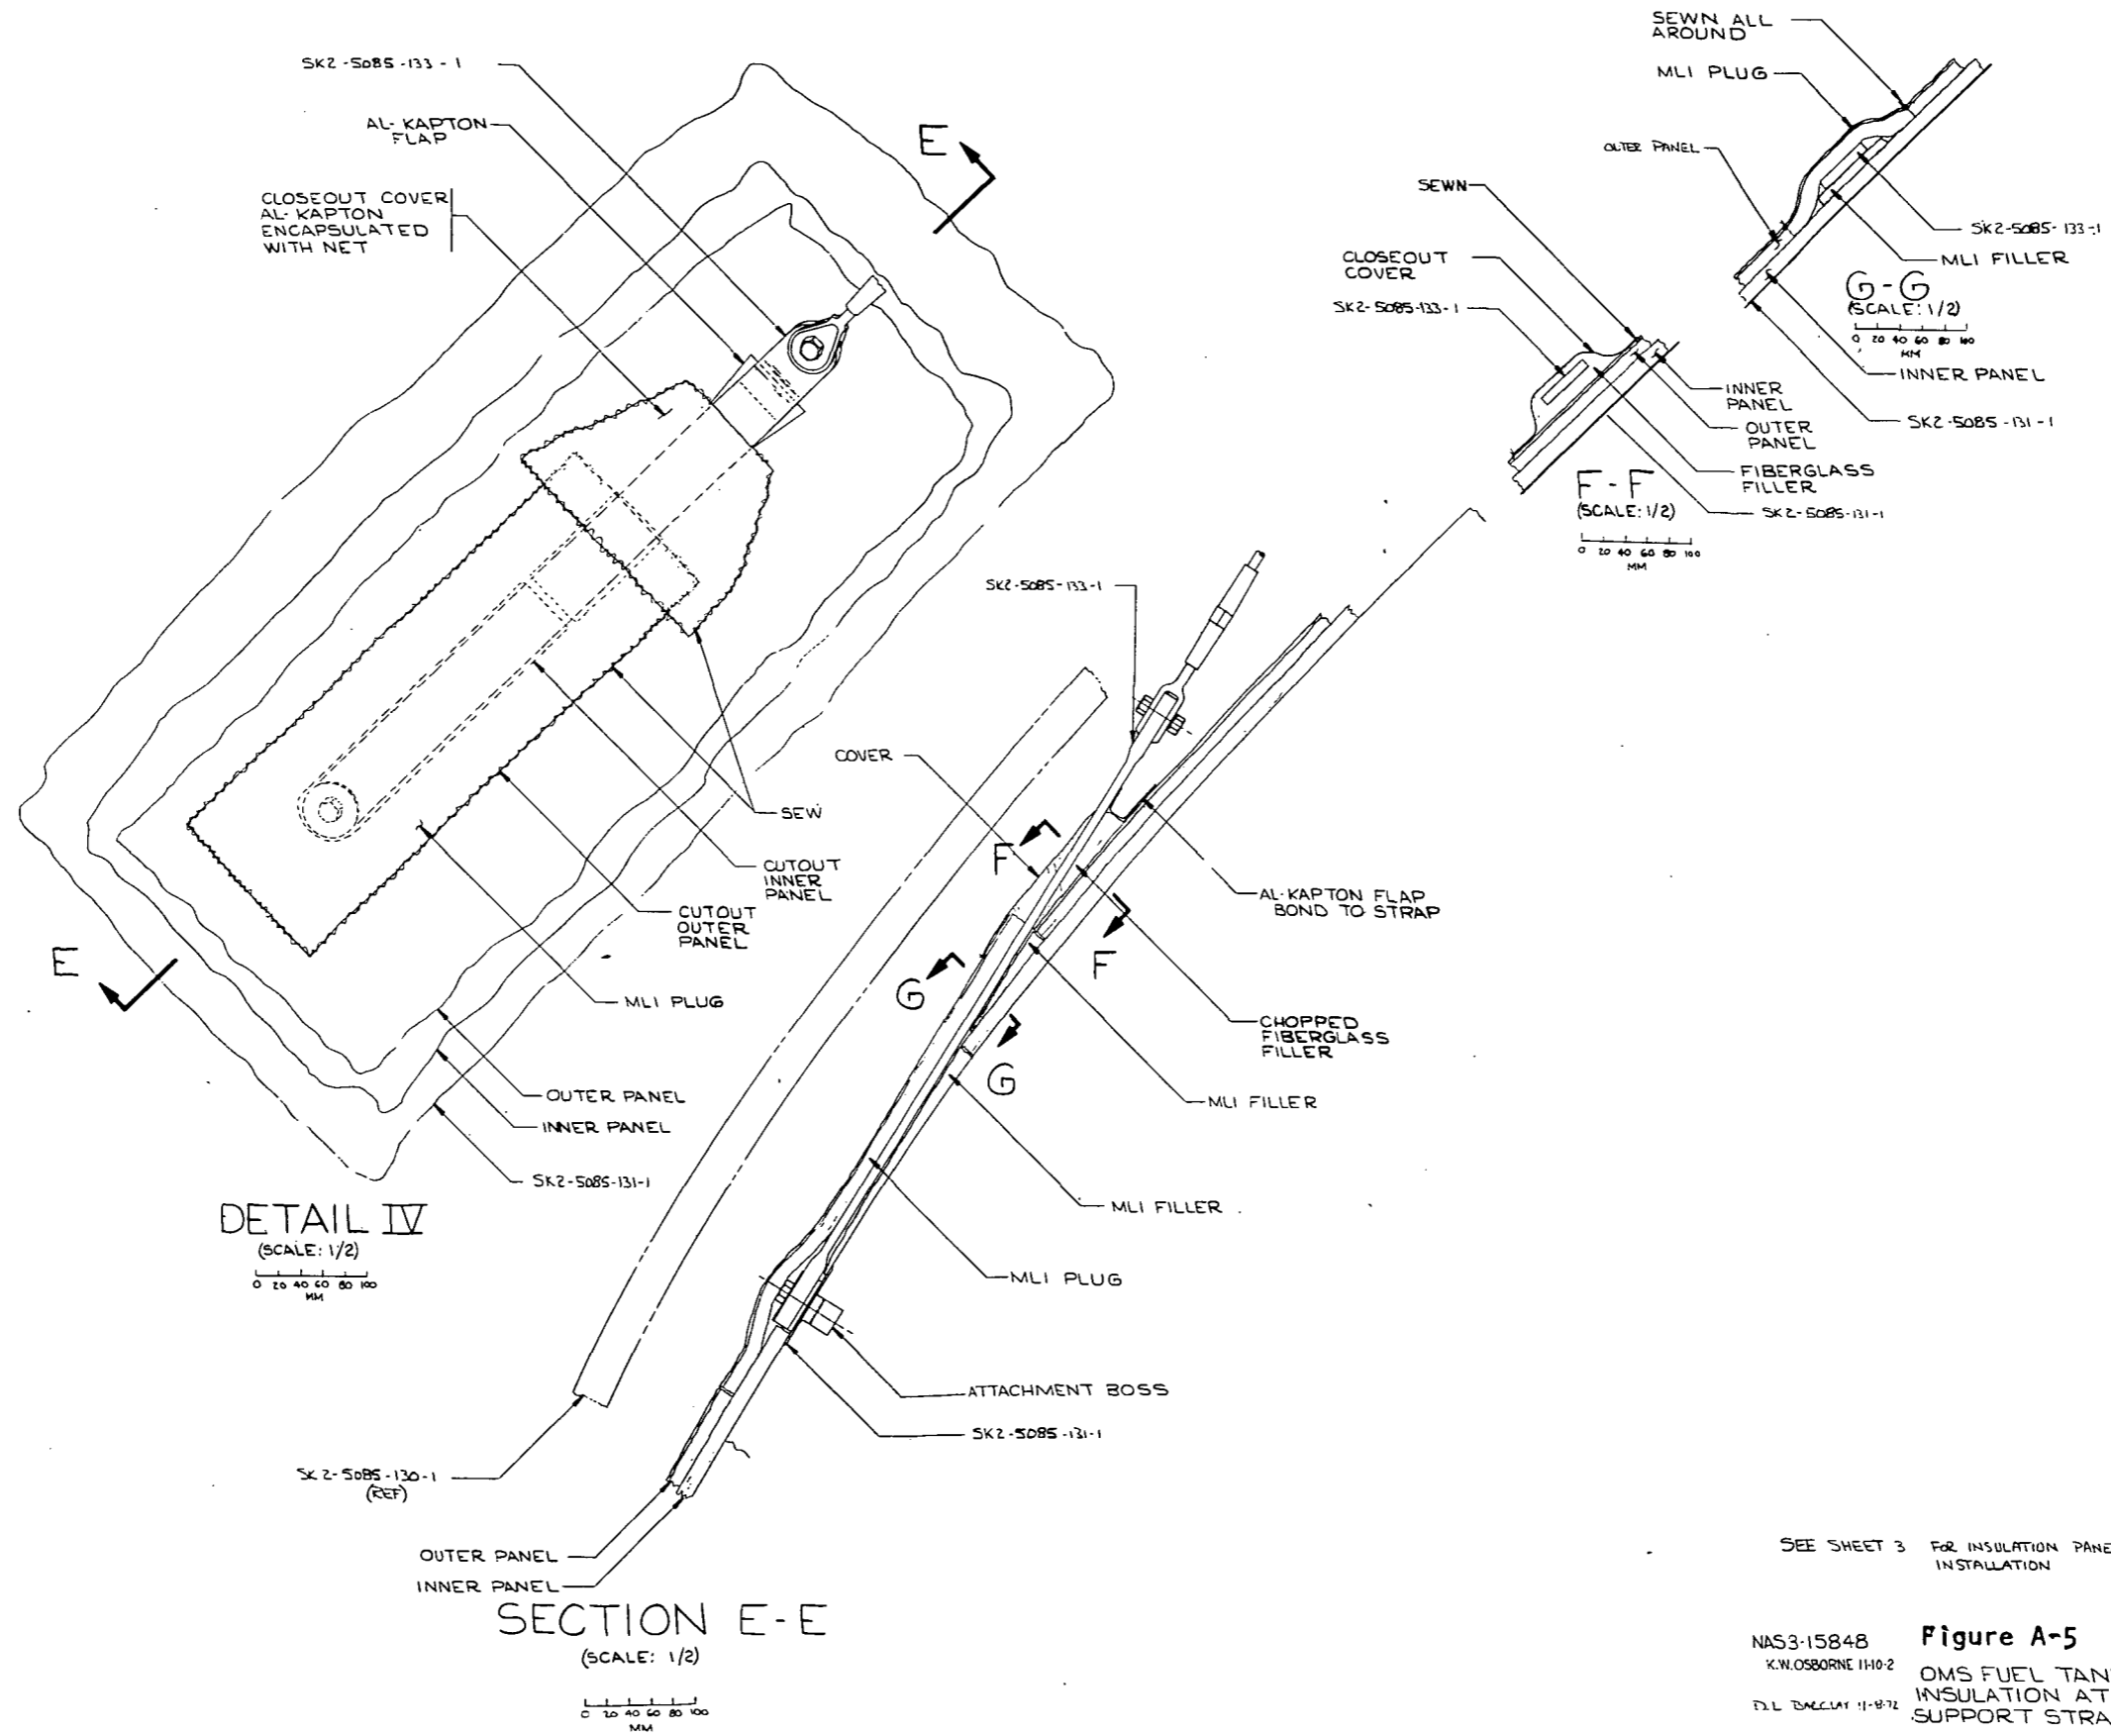 SK2-5085-133-1
AL-KAPTON
FLAP
CLOSEOUT COVER
AL-KAPTON
ENCAPSULATED
WITH NET
E
SEW
CUTOUT
INNER
PANEL
CUTOUT
OUTER
PANEL
E
MLI PLUG
OUTER PANEL
INNER PANEL
SK2-5085-131-1
DETAIL IV
(SCALE: 1/2)
0 20 40 60 80 100
MM
SEWN ALL
AROUND
MLI PLUG
OUTER PANEL
SK2-5085-133-1
MLI FILLER
G-G
(SCALE: 1/2)
0 20 40 60 80 100
MM
INNER PANEL
SK2-5085-131-1
SEWN
CLOSEOUT
COVER
SK2-5085-133-1
INNER
PANEL
OUTER
PANEL
FIBERGLASS
FILLER
F-F
(SCALE: 1/2)
SK2-5085-131-1
0 20 40 60 80 100
MM
SK2-5085-133-1
COVER
F
AL-KAPTON FLAP
BOND TO STRAP
F
G
CHOPPED
FIBERGLASS
FILLER
G
MLI FILLER
MLI FILLER
MLI PLUG
ATTACHMENT BOSS
SK2-5085-131-1
SK2-5085-130-1
(REF)
OUTER PANEL
INNER PANEL
SECTION E-E
(SCALE: 1/2)
0 20 40 60 80 100
MM
SEE SHEET 3 FOR INSULATION PANE
INSTALLATION
NAS3-15848 Figure A-5
K.W.OSBORNE 11-10-2
D.L BARCLAY 11-8-72
OMS FUEL TAN
INSULATION AT
SUPPORT STRA